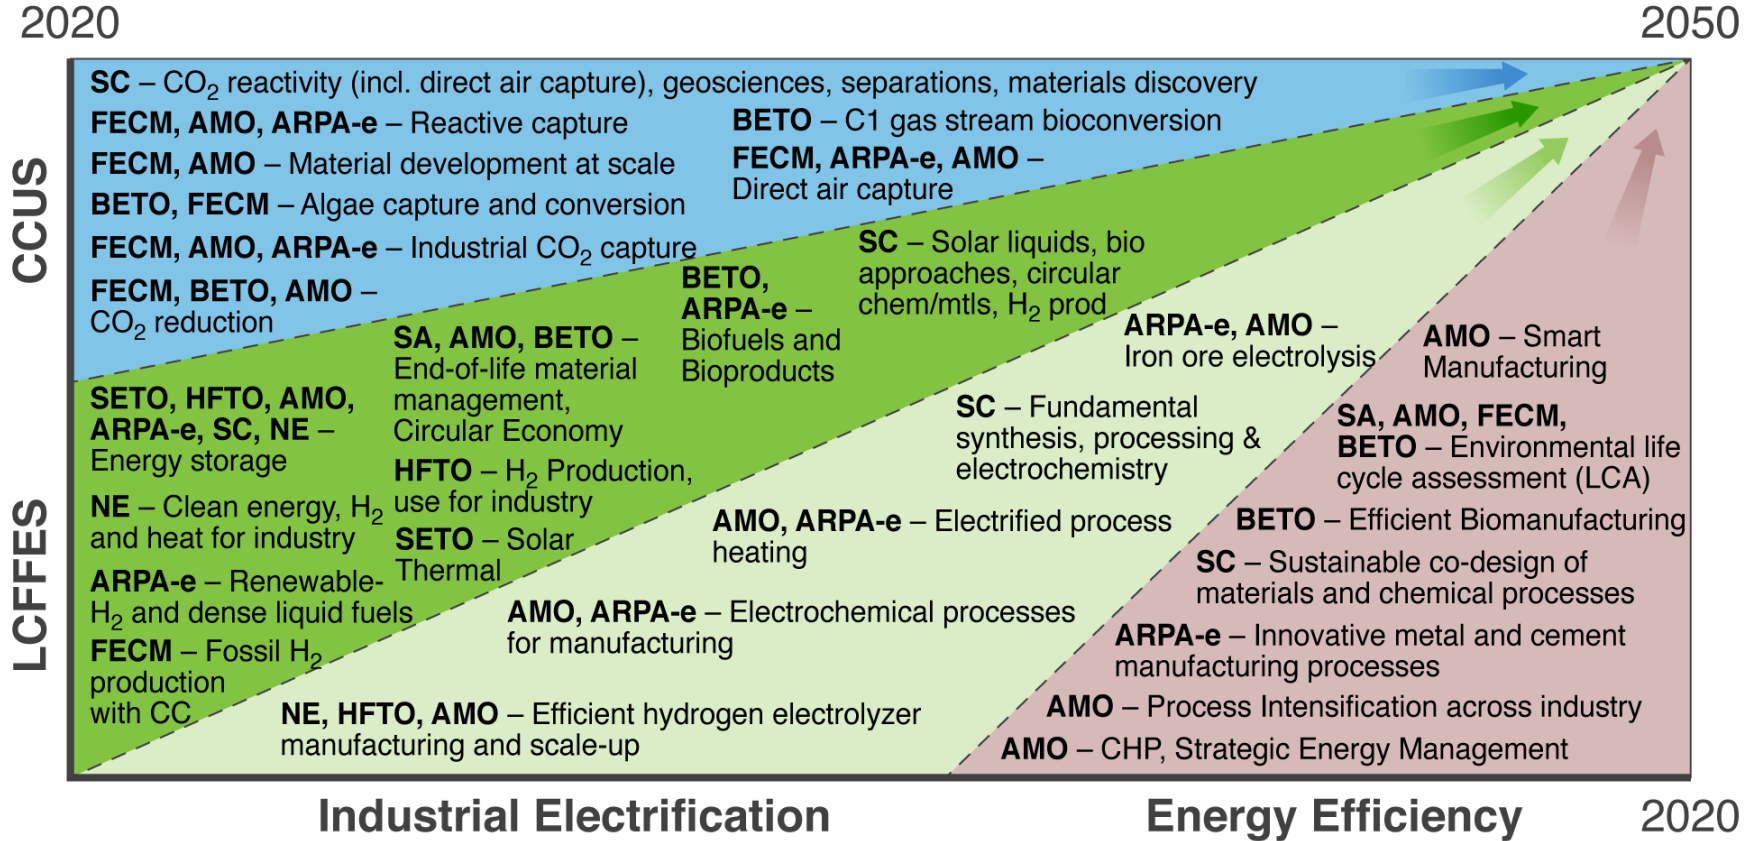 2020
2050
SC – CO2 reactivity (incl. direct air capture), geosciences, separations, materials discovery
FECM, AMO, ARPA-e – Reactive capture
FECM, AMO – Material development at scale
BETO, FECM – Algae capture and conversion
FECM, AMO, ARPA-e – Industrial CO2 capture
FECM, BETO, AMO –
CO2 reduction
BETO – C1 gas stream bioconversion
FECM, ARPA-e, AMO –
Direct air capture
CCUS
SETO, HFTO, AMO,
ARPA-e, SC, NE –
Energy storage
NE – Clean energy, H2
and heat for industry
ARPA-e – Renewable-
H2 and dense liquid fuels
FECM – Fossil H2
production
with CC
SA, AMO, BETO –
End-of-life material
management,
Circular Economy
HFTO – H2 Production,
use for industry
SETO – Solar
Thermal
BETO,
ARPA-e –
Biofuels and
Bioproducts
SC – Solar liquids, bio
approaches, circular
chem/mtls, H2 prod
LCFFES
ARPA-e, AMO –
Iron ore electrolysis
SC – Fundamental
synthesis, processing &
electrochemistry
AMO, ARPA-e – Electrified process
heating
AMO, ARPA-e – Electrochemical processes
for manufacturing
NE, HFTO, AMO – Efficient hydrogen electrolyzer
manufacturing and scale-up
AMO – Smart
Manufacturing
SA, AMO, FECM,
BETO – Environmental life
cycle assessment (LCA)
BETO – Efficient Biomanufacturing
SC – Sustainable co-design of
materials and chemical processes
ARPA-e – Innovative metal and cement
manufacturing processes
AMO – Process Intensification across industry
AMO – CHP, Strategic Energy Management
Industrial Electrification
Energy Efficiency
2020